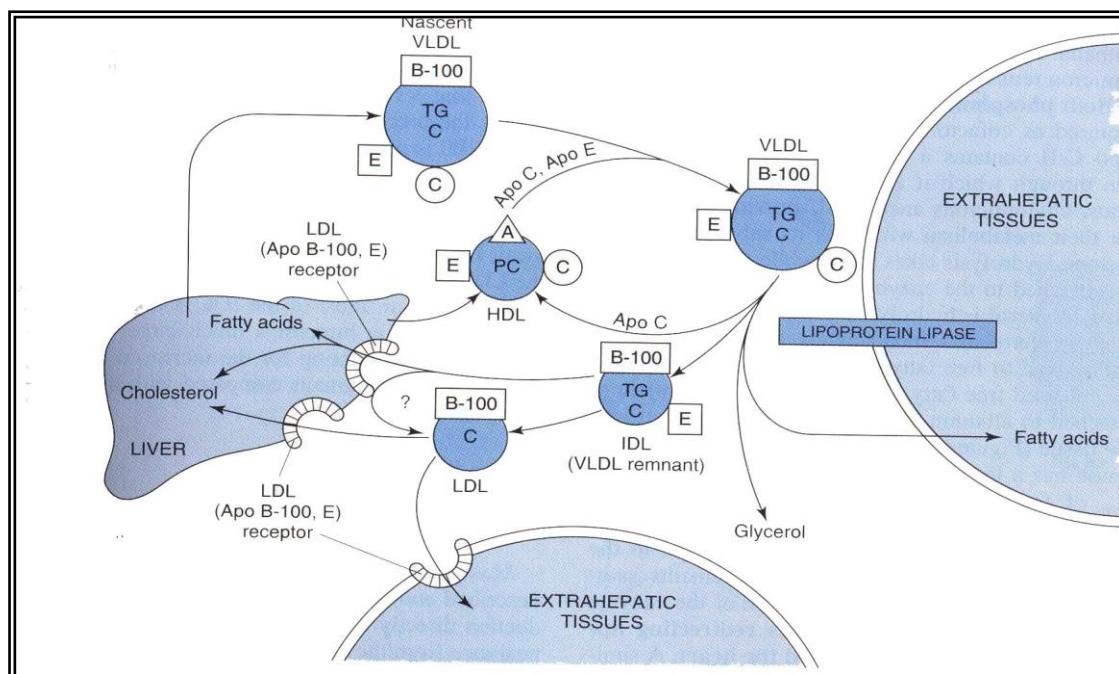 Nascent
VLDL
B-100
TG
C
E
C
Apo C, Apo E
VLDL
B-100
TG
C
E
C
EXTRAHEPATIC
TISSUES
LDL
(Apo B-100, E)
receptor
A
E
PC
C
HDL
Apo C
LIPOPROTEIN LIPASE
Fatty acids
Cholesterol
LIVER
?
B-100
C
LDL
B-100
TG
C
E
IDL
(VLDL remnant)
Fatty acids
Glycerol
LDL
(Apo B-100, E)
receptor
EXTRAHEPATIC
TISSUES